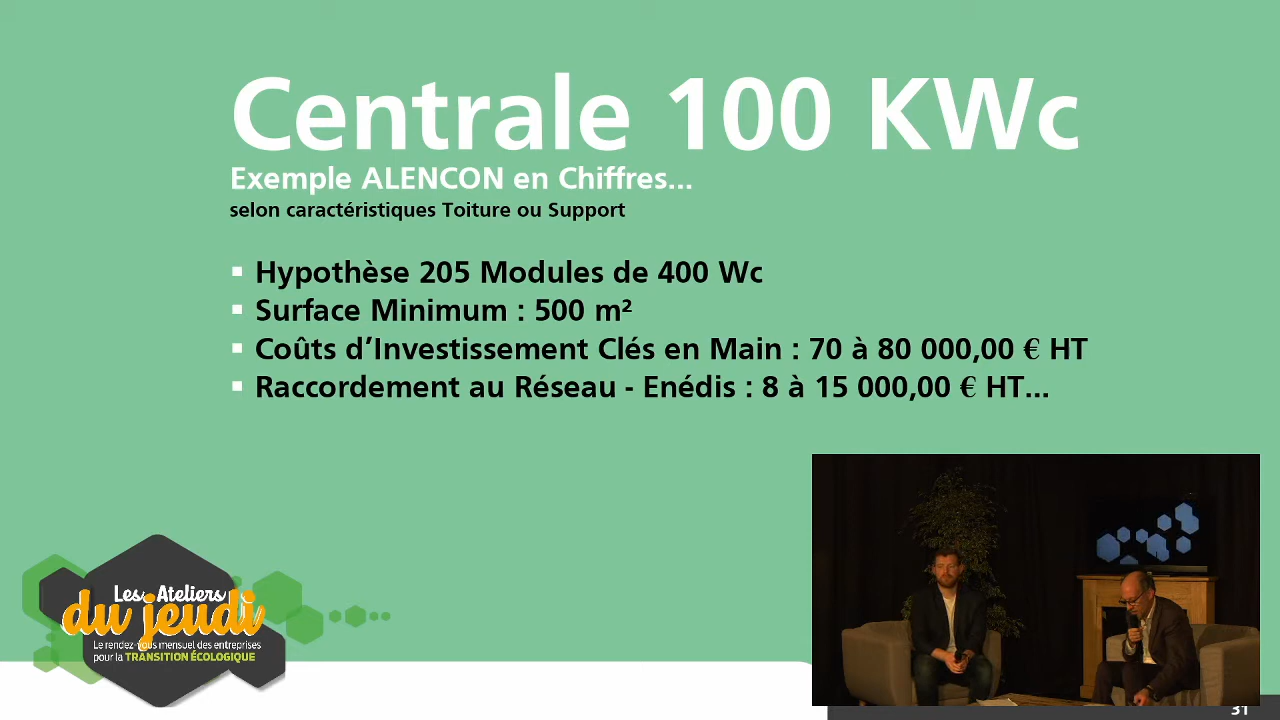 Centrale 100 KWc
Exemple ALENCON en Chiffres...
selon caractéristiques Toiture ou Support
Hypothèse 205 Modules de 400 Wc
Surface Minimum : 500 m²
Coûts d’Investissement Clés en Main : 70 à 80 000,00 € HT
Raccordement au Réseau - Enédis : 8 à 15 000,00 € HT...
Les Ateliers
du jeudi
Le rendez-vous mensuel des entreprises
pour la TRANSITION ÉCOLOGIQUE
31